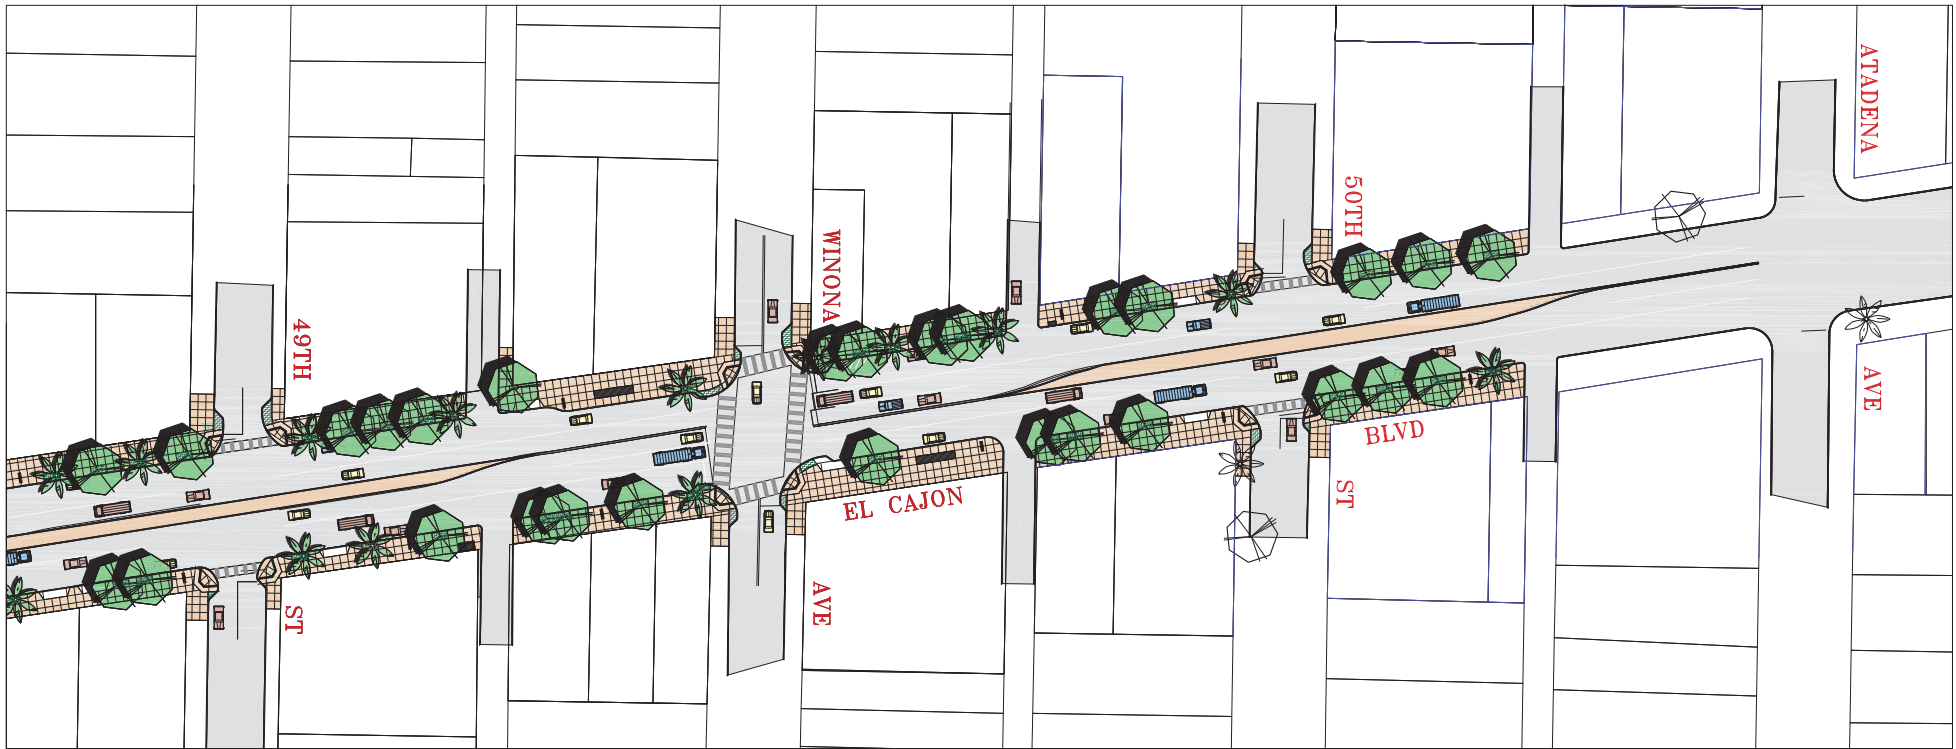 49TH
ST
WINONA
AVE
EL CAJON
BLVD
50TH
ST
ATADENA
AVE